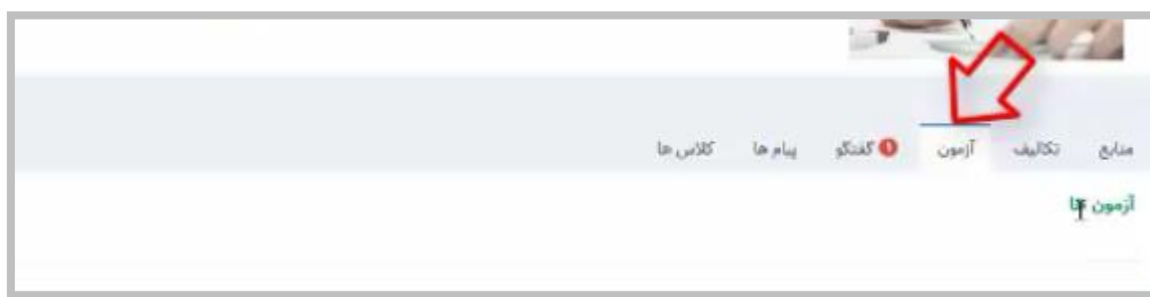 منابع تکالیف آزمون گفتگو پیام ها کلاس ها
آزمون ها